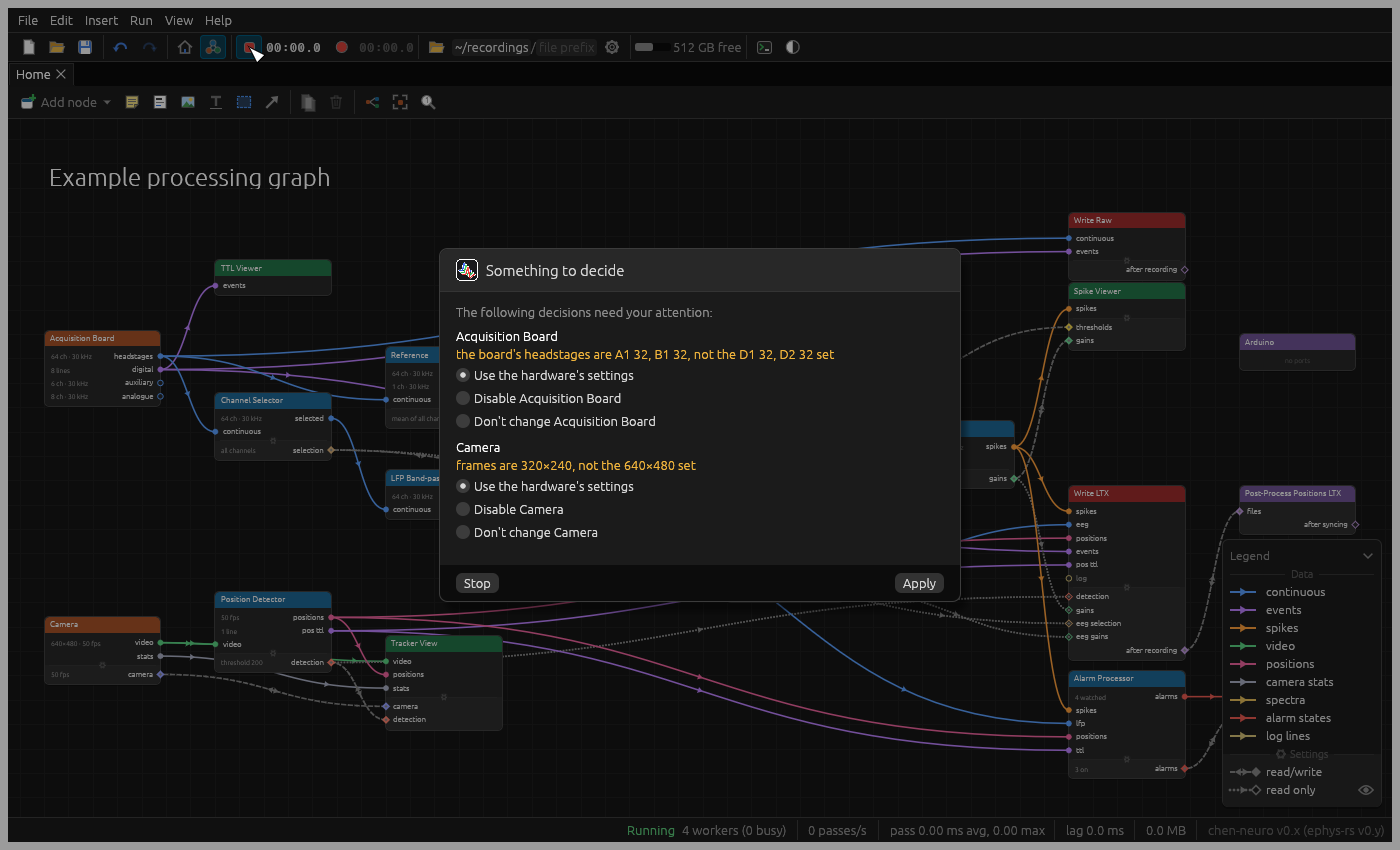 File Edit Insert Run View Help
00:00.0 00:00.0 ~/recordings/file prefix 512 GB free
Home
Add node
Example processing graph
Write Raw
continuous
events
after recording
TTL Viewer
events
Spike Viewer
spikes
thresholds
gains
Acquisition Board
64 ch · 30 kHz headstages
8 lines digital
6 ch · 30 kHz auxiliary
8 ch · 30 kHz analogue
Reference
64 ch · 30 kHz
1 ch · 30 kHz
continuous
mean of all chan
Channel Selector
64 ch · 30 kHz selected
continuous
all channels selection
LFP Band-pas
64 ch · 30 kHz
continuous
Arduino
no ports
spikes
gains
Something to decide
The following decisions need your attention:
Acquisition Board
the board's headstages are A1 32, B1 32, not the D1 32, D2 32 set
Use the hardware's settings
Disable Acquisition Board
Don't change Acquisition Board
Camera
frames are 320×240, not the 640×480 set
Use the hardware's settings
Disable Camera
Don't change Camera
Stop Apply
Write LTX
spikes
eeg
positions
events
pos ttl
log
detection
gains
eeg selection
eeg gains
after recording
Post-Process Positions LTX
files
after syncing
Camera
640×480 · 50 fps video
stats
50 fps camera
Position Detector
50 fps positions
1 line pos ttl
video
threshold 200 detection
Tracker View
video
positions
stats
camera
detection
Alarm Processor
4 watched alarms
spikes
lfp
positions
ttl
3 on alarms
Legend
Data
continuous
events
spikes
video
positions
camera stats
spectra
alarm states
log lines
Settings
read/write
read only
Running 4 workers (0 busy) 0 passes/s pass 0.00 ms avg, 0.00 max lag 0.0 ms 0.0 MB chen-neuro v0.x (ephys-rs v0.y)